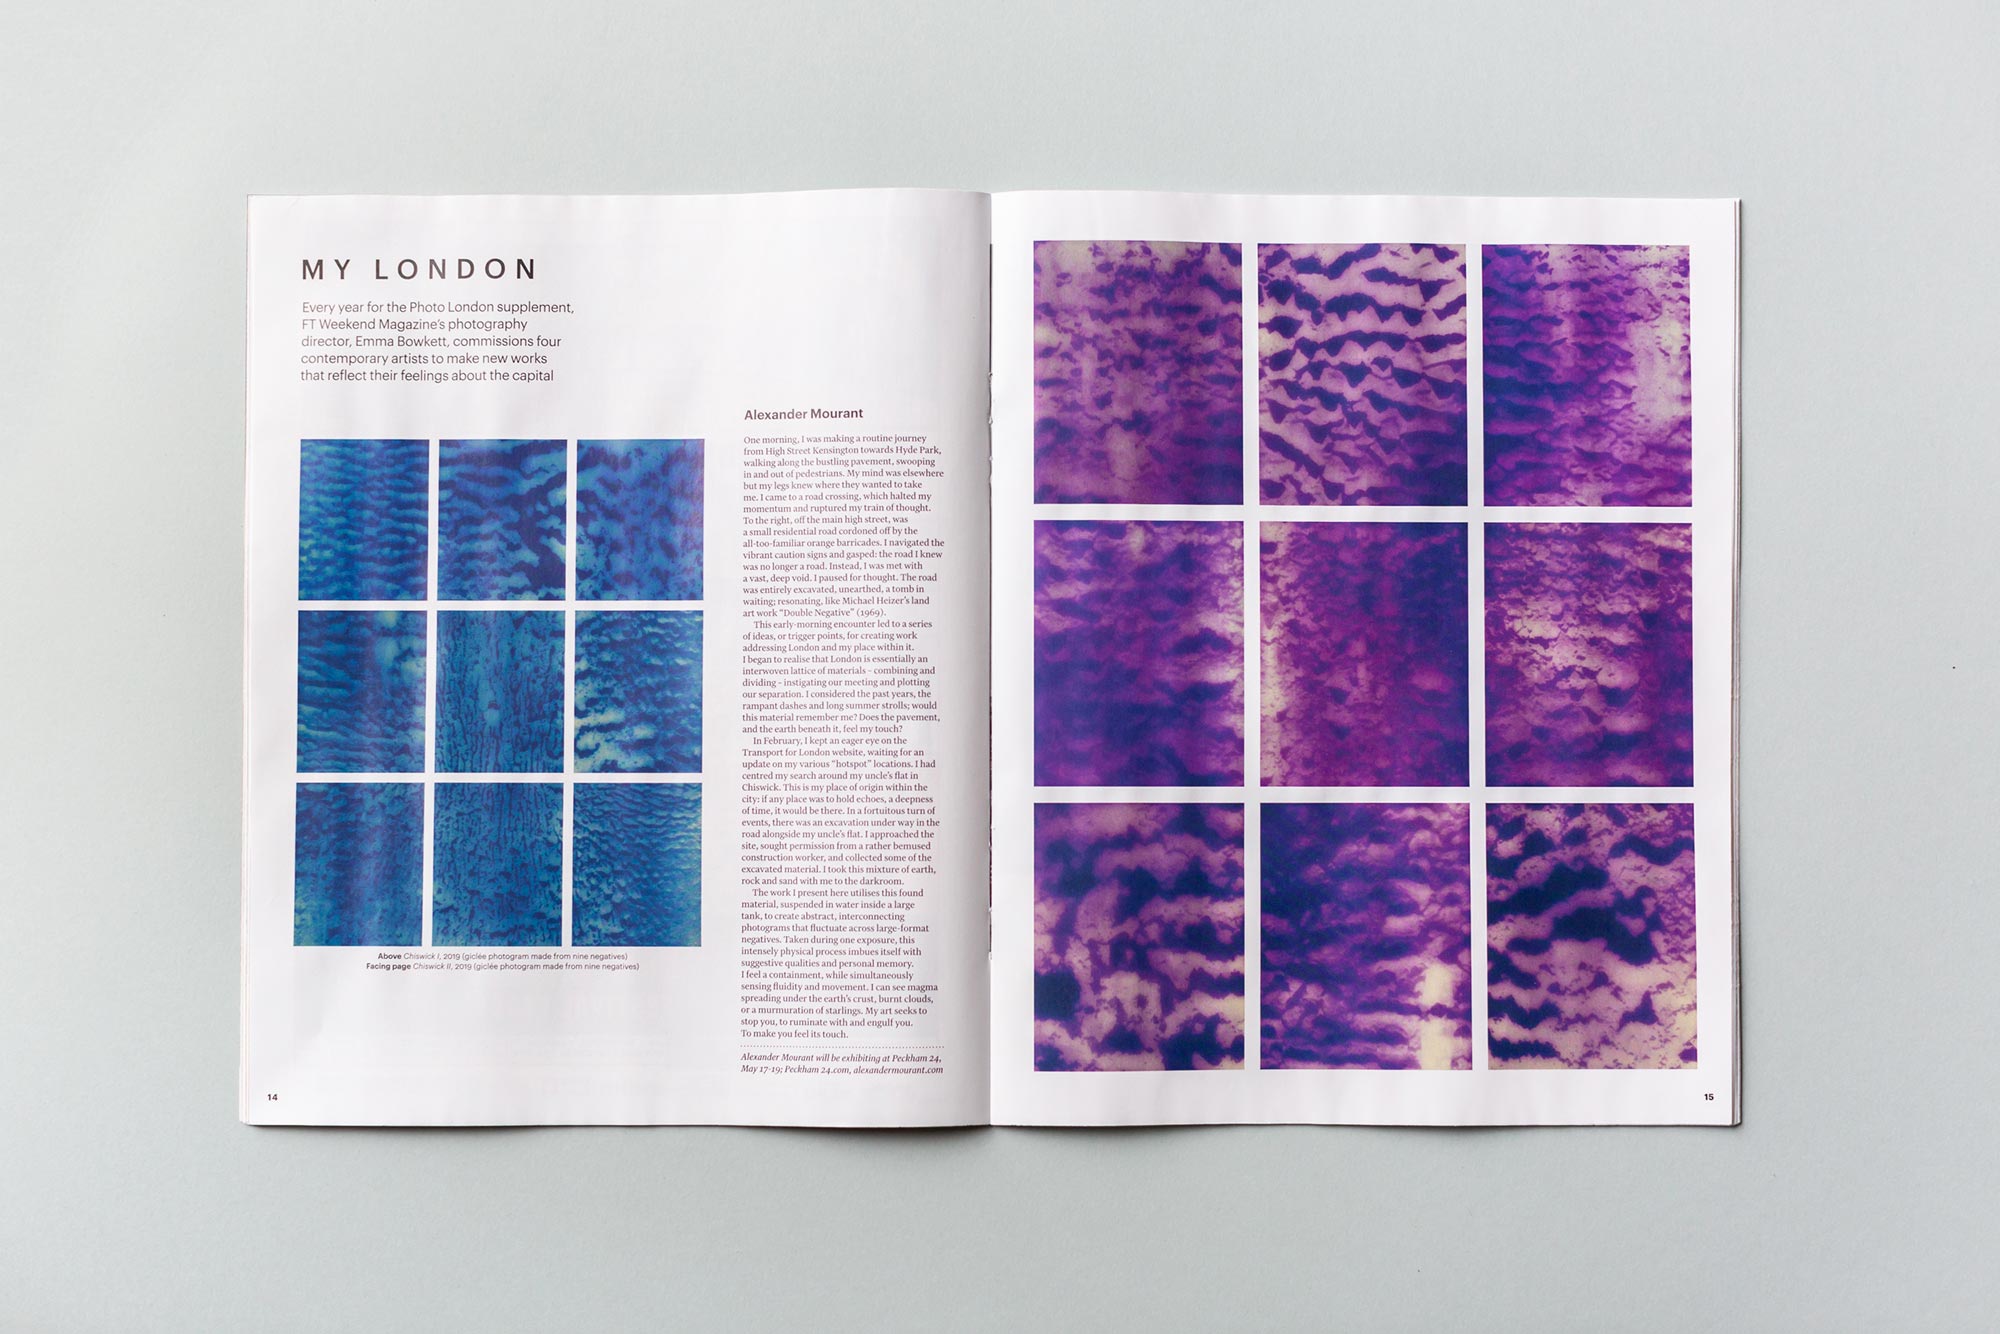 MY LONDON
Every year for the Photo London supplement,
FT Weekend Magazine's photography
director, Emma Bowkett, commissions four
contemporary artists to make new works
that reflect their feelings about the capital
Alexander Mourant
One morning, I was making a routine journey
from High Street Kensington towards Hyde Park,
walking along the bustling pavement, swooping
in and out of pedestrians. My mind was elsewhere
but my legs knew where they wanted to take
me. I came to a road crossing, which halted my
momentum and ruptured my train of thought.
To the right, off the main high street, was
a small residential road cordoned off by the
all-too-familiar orange barricades. I navigated the
vibrant caution signs and gasped: the road I knew
was no longer a road. Instead, I was met with
a vast, deep void. I paused for thought. The road
was entirely excavated, unearthed, a tomb in
waiting; resonating, like Michael Heizer's land
art work “Double Negative” (1969).
This early-morning encounter led to a series
of ideas, or trigger points, for creating work
addressing London and my place within it.
I began to realise that London is essentially an
interwoven lattice of materials – combining and
dividing – instigating our meeting and plotting
our separation. I considered the past years, the
rampant dashes and long summer strolls; would
this material remember me? Does the pavement,
and the earth beneath it, feel my touch?
In February, I kept an eager eye on the
Transport for London website, waiting for an
update on my various “hotspot” locations. I had
centred my search around my uncle's flat in
Chiswick. This is my place of origin within the
city: if any place was to hold echoes, a deepness
of time, it would be there. In a fortuitous turn of
events, there was an excavation under way in the
road alongside my uncle's flat. I approached the
site, sought permission from a rather bemused
construction worker, and collected some of the
excavated material. I took this mixture of earth,
rock and sand with me to the darkroom.
The work I present here utilises this found
material, suspended in water inside a large
tank, to create abstract, interconnecting
photograms that fluctuate across large-format
negatives. Taken during one exposure, this
intensely physical process imbues itself with
suggestive qualities and personal memory.
I feel a containment, while simultaneously
sensing fluidity and movement. I can see magma
spreading under the earth's crust, burnt clouds,
or a murmuration of starlings. My art seeks to
stop you, to ruminate with and engulf you.
To make you feel its touch.
Alexander Mourant will be exhibiting at Peckham 24,
May 17-19; Peckham 24.com, alexandermourant.com
Above Chiswick I, 2019 (giclée photogram made from nine negatives)
Facing page Chiswick II, 2019 (giclée photogram made from nine negatives)
14
15